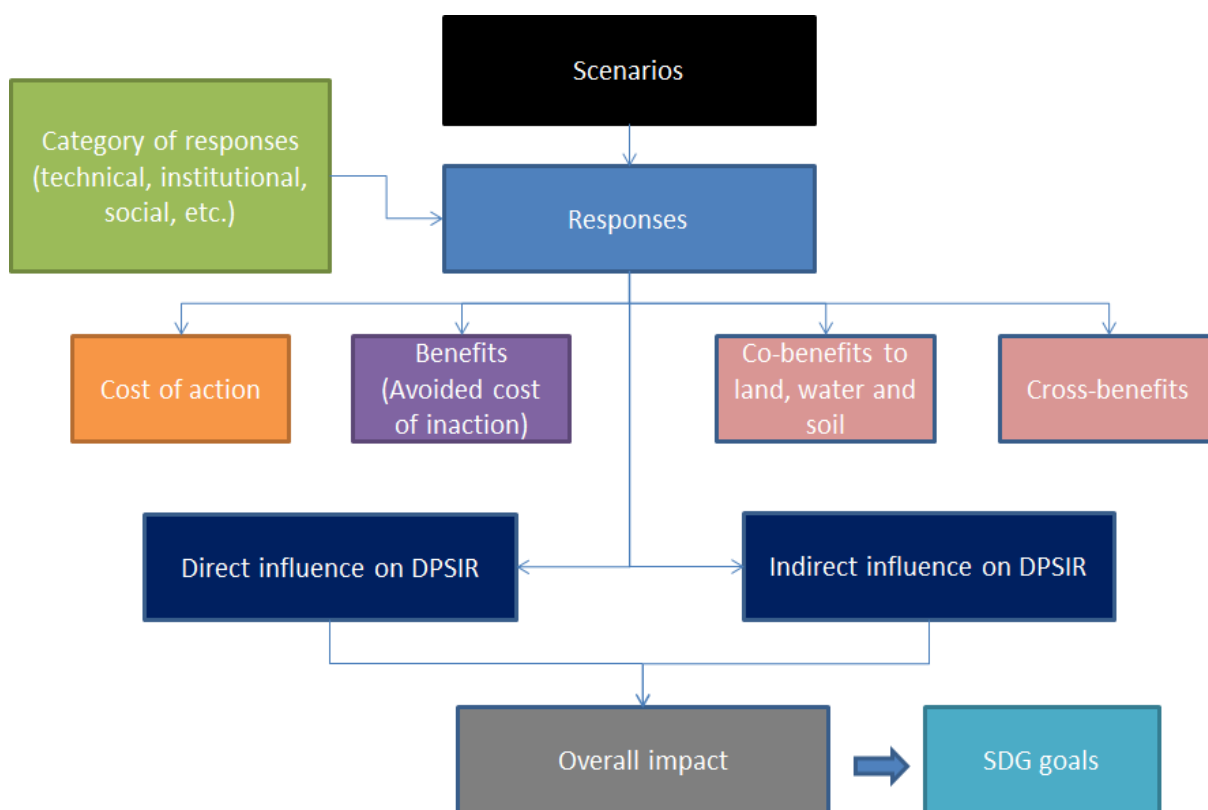 Scenarios
Category of responses
(technical, institutional,
social, etc.)
Responses
Cost of action
Benefits
(Avoided cost
of inaction)
Co-benefits to
land, water and
soil
Cross-benefits
Direct influence on DPSIR
Indirect influence on DPSIR
Overall impact
SDG goals